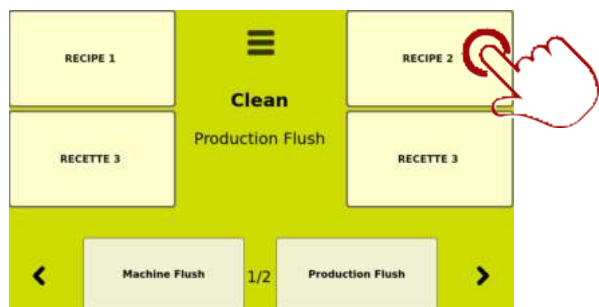 RECIPE 1
RECIPE 2
Clean
Production Flush
RECETTE 3
RECETTE 3
Machine Flush
1/2
Production Flush